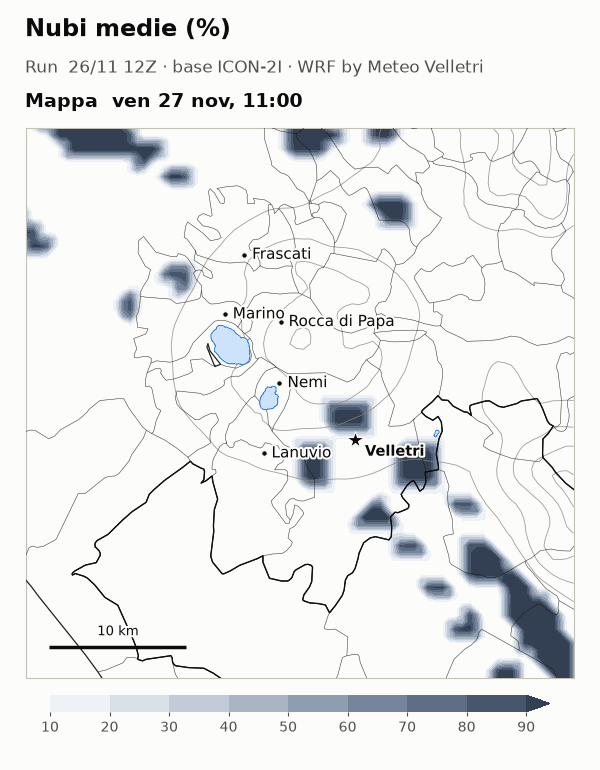 Nubi medie (%)
Run  26/11 12Z · base ICON-2I · WRF by Meteo Velletri
Mappa  ven 27 nov, 11:00
Frascati
Marino
Rocca di Papa
Nemi
Velletri
Lanuvio
10 km
10 20 30 40 50 60 70 80 90